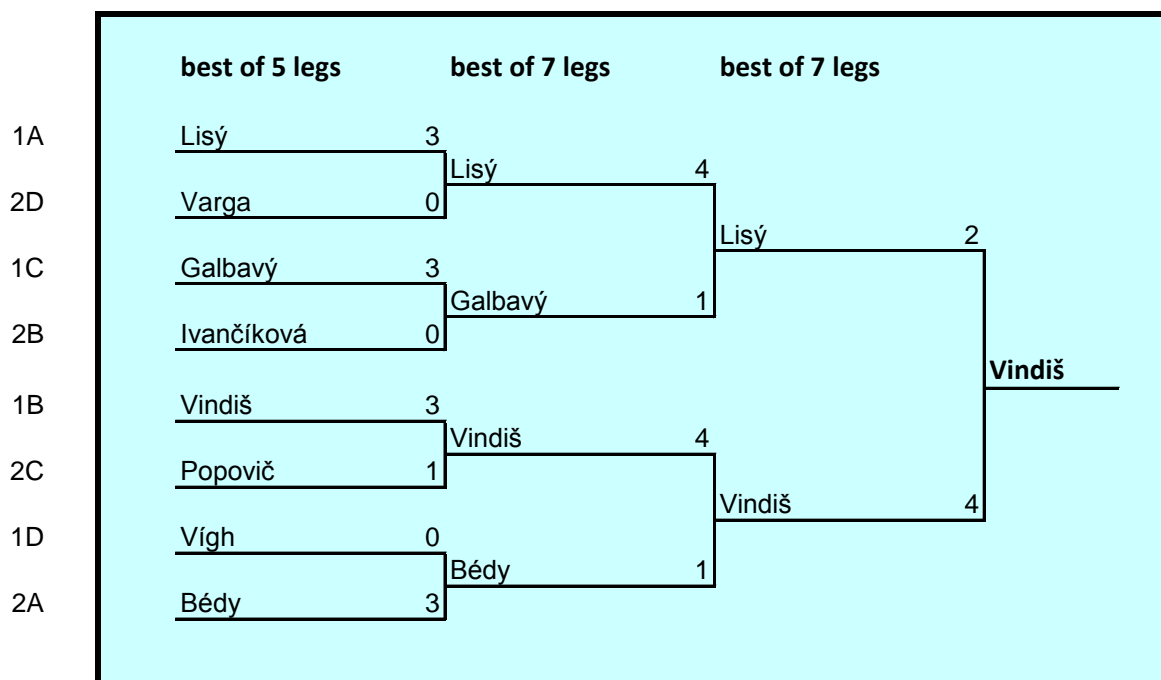 best of 5 legs best of 7 legs best of 7 legs
1A Lisý 3
Lisý 4
2D Varga 0
Lisý 2
1C Galbavý 3
Galbavý 1
2B Ivančíková 0
Vindiš
1B Vindiš 3
Vindiš 4
2C Popovič 1
Vindiš 4
1D Vígh 0
Bédy 1
2A Bédy 3